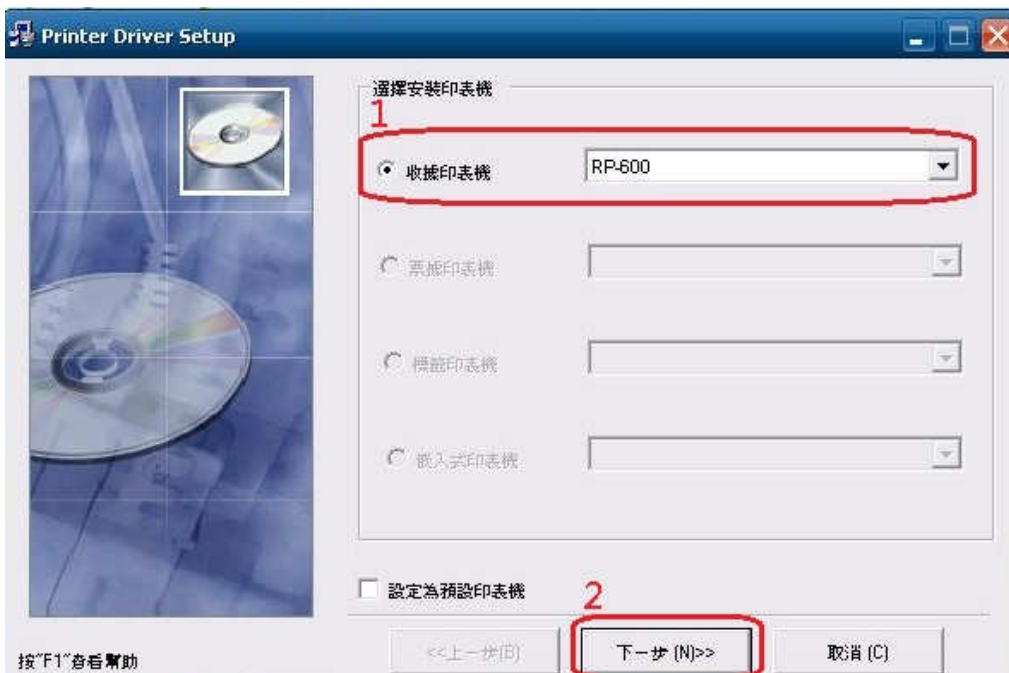 Printer Driver Setup
選擇安裝印表機
1
收據印表機 RP-600
票據印表機
標籤印表機
嵌入式印表機
設定為預設印表機
2
<<上一步(B) 下一步 (N)>> 取消 (C)
按"F1"查看幫助